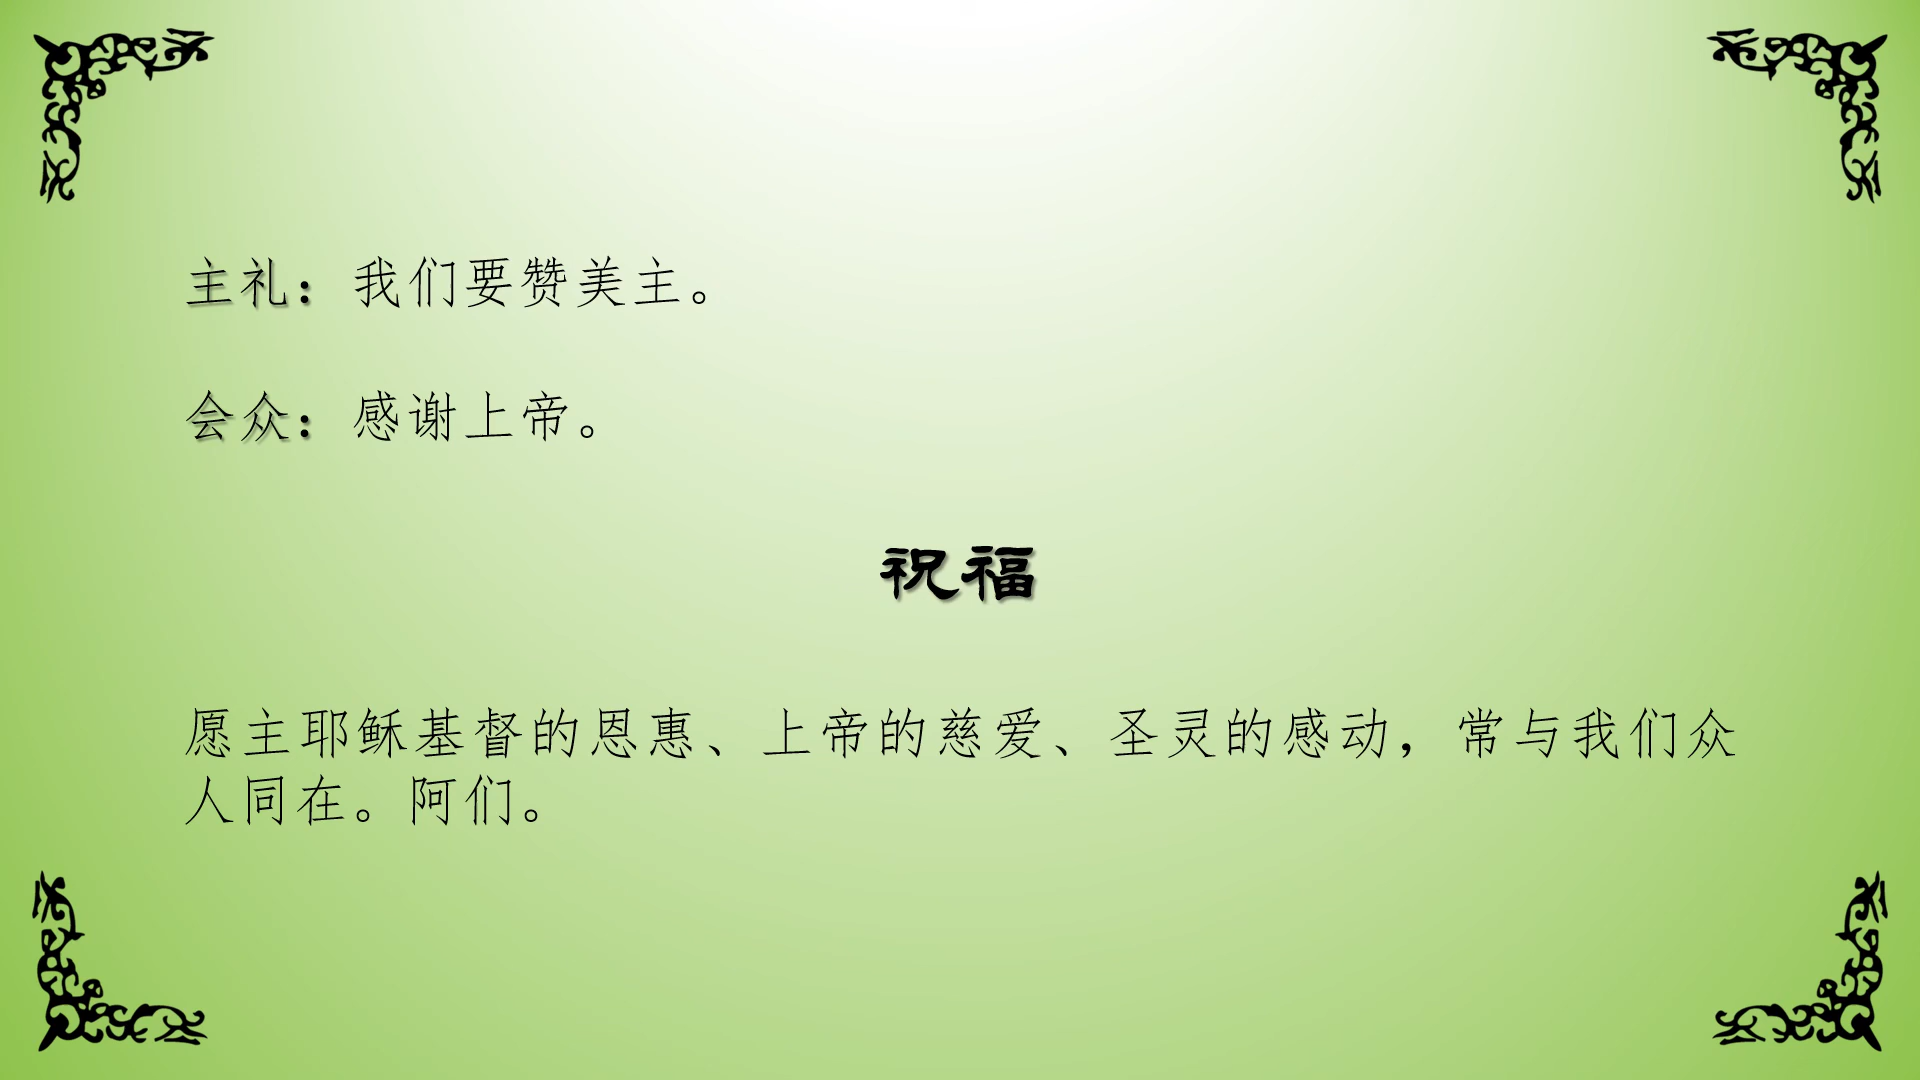 主礼：我们要赞美主。
会众：感谢上帝。
祝福
愿主耶稣基督的恩惠、上帝的慈爱、圣灵的感动，常与我们众
人同在。阿们。